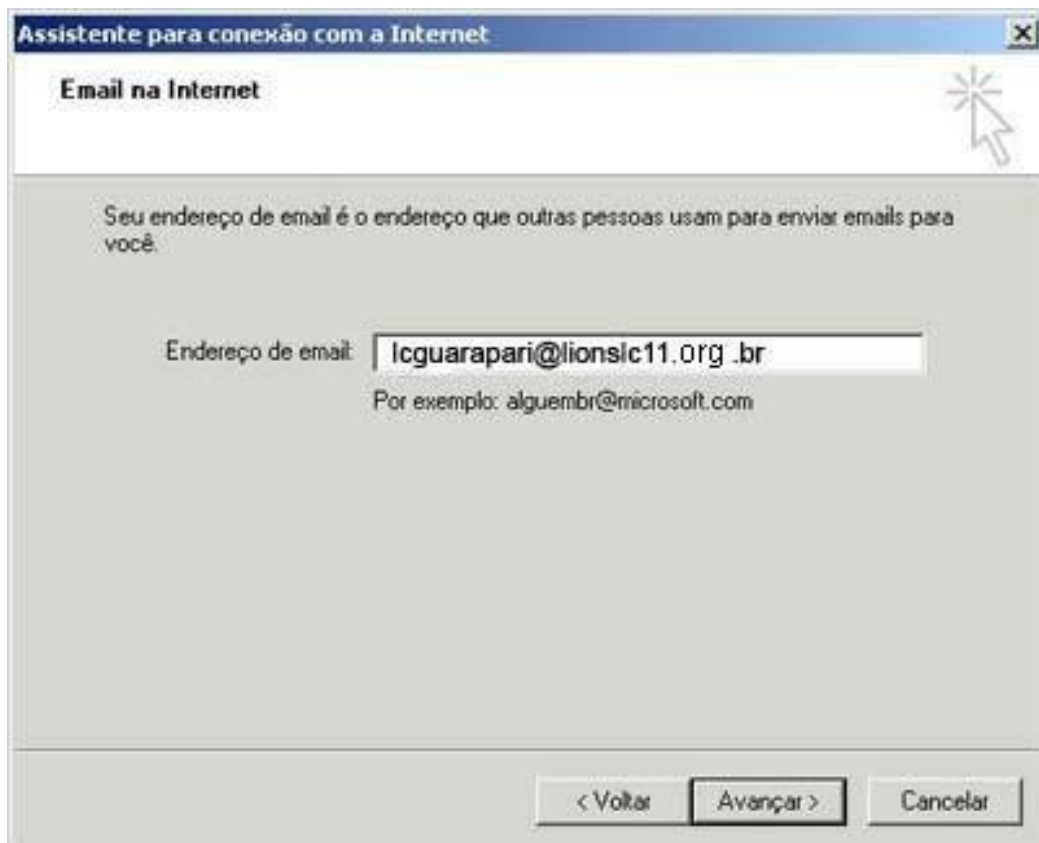 Assistente para conexão com a Internet
Email na Internet
Seu endereço de email é o endereço que outras pessoas usam para enviar emails para
você.
Endereço de email: lcguarapari@lionslc11.org .br
Por exemplo: alguembr@microsoft.com
< Voltar Avançar > Cancelar